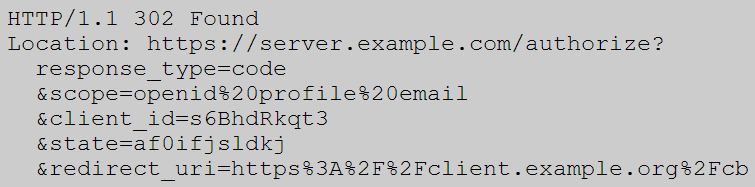 HTTP/1.1 302 Found
Location: https://server.example.com/authorize?
response_type=code
&scope=openid%20profile%20email
&client_id=s6BhdRkqt3
&state=af0ifjsldkj
&redirect_uri=https%3A%2F%2Fclient.example.org%2Fcb